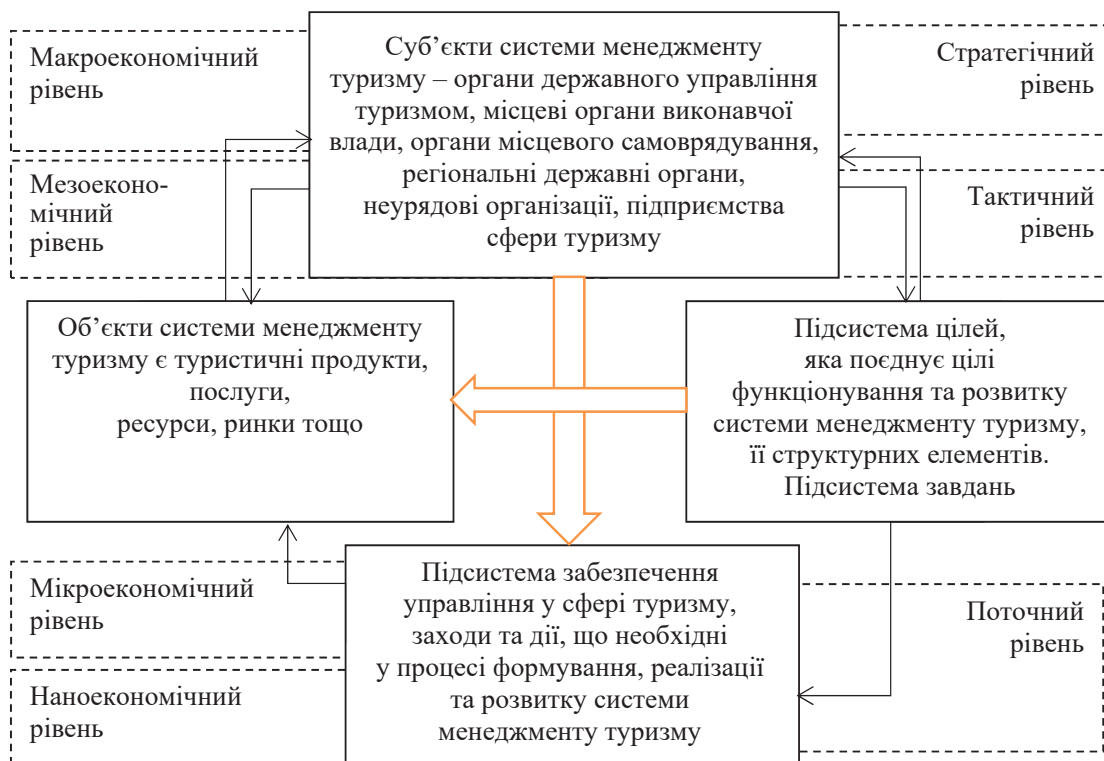 Макроекономічний
рівень
Суб’єкти системи менеджменту
туризму – органи державного управління
туризмом, місцеві органи виконавчої
влади, органи місцевого самоврядування,
регіональні державні органи,
неурядові організації, підприємства
сфери туризму
Стратегічний
рівень
Мезоеконо-
мічний
рівень
Тактичний
рівень
Об’єкти системи менеджменту
туризму є туристичні продукти,
послуги,
ресурси, ринки тощо
Підсистема цілей,
яка поєднує цілі
функціонування та розвитку
системи менеджменту туризму,
її структурних елементів.
Підсистема завдань
Мікроекономічний
рівень
Підсистема забезпечення
управління у сфері туризму,
заходи та дії, що необхідні
у процесі формування, реалізації
та розвитку системи
менеджменту туризму
Поточний
рівень
Наноекономічний
рівень